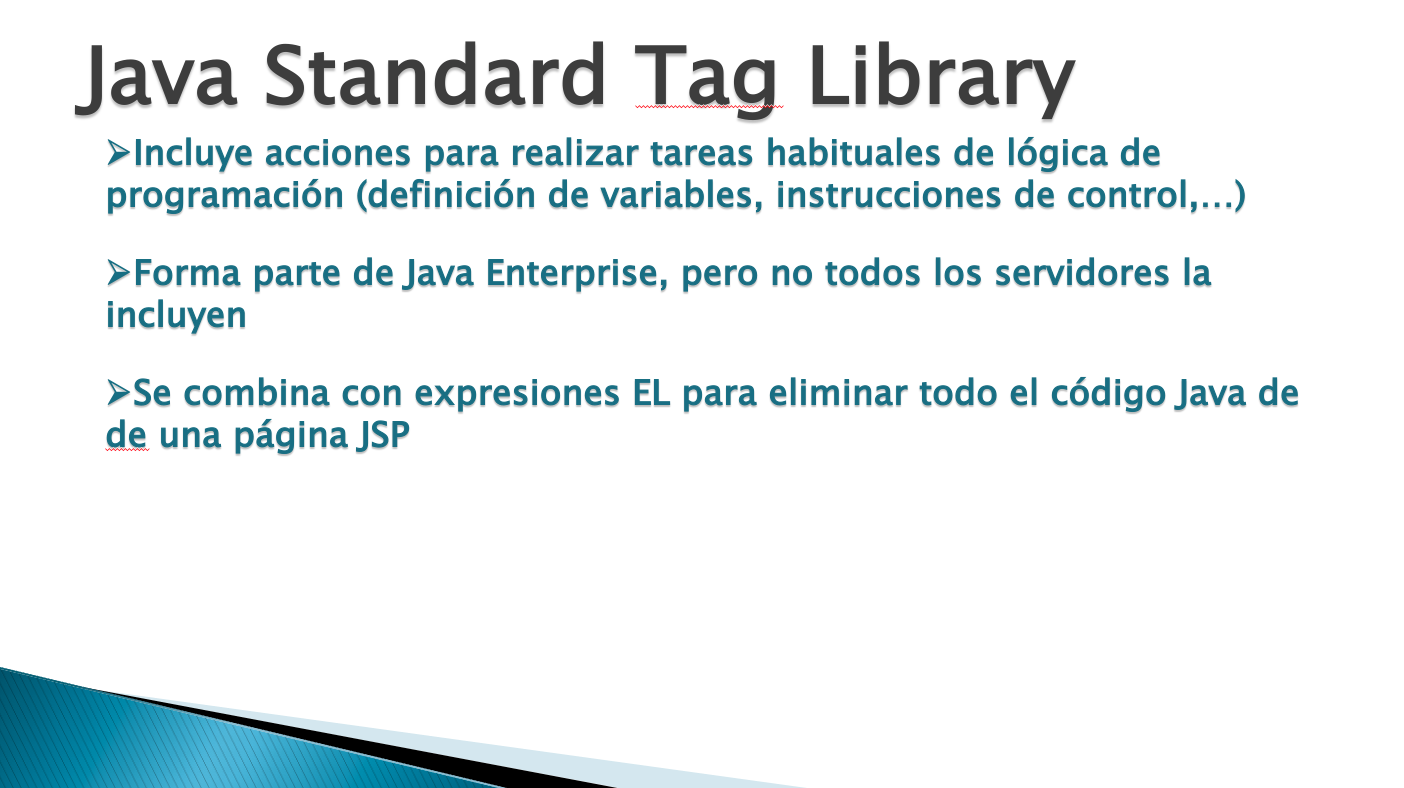 Java Standard Tag Library
➢Incluye acciones para realizar tareas habituales de lógica de
programación (definición de variables, instrucciones de control,…)
➢Forma parte de Java Enterprise, pero no todos los servidores la
incluyen
➢Se combina con expresiones EL para eliminar todo el código Java de
de una página JSP